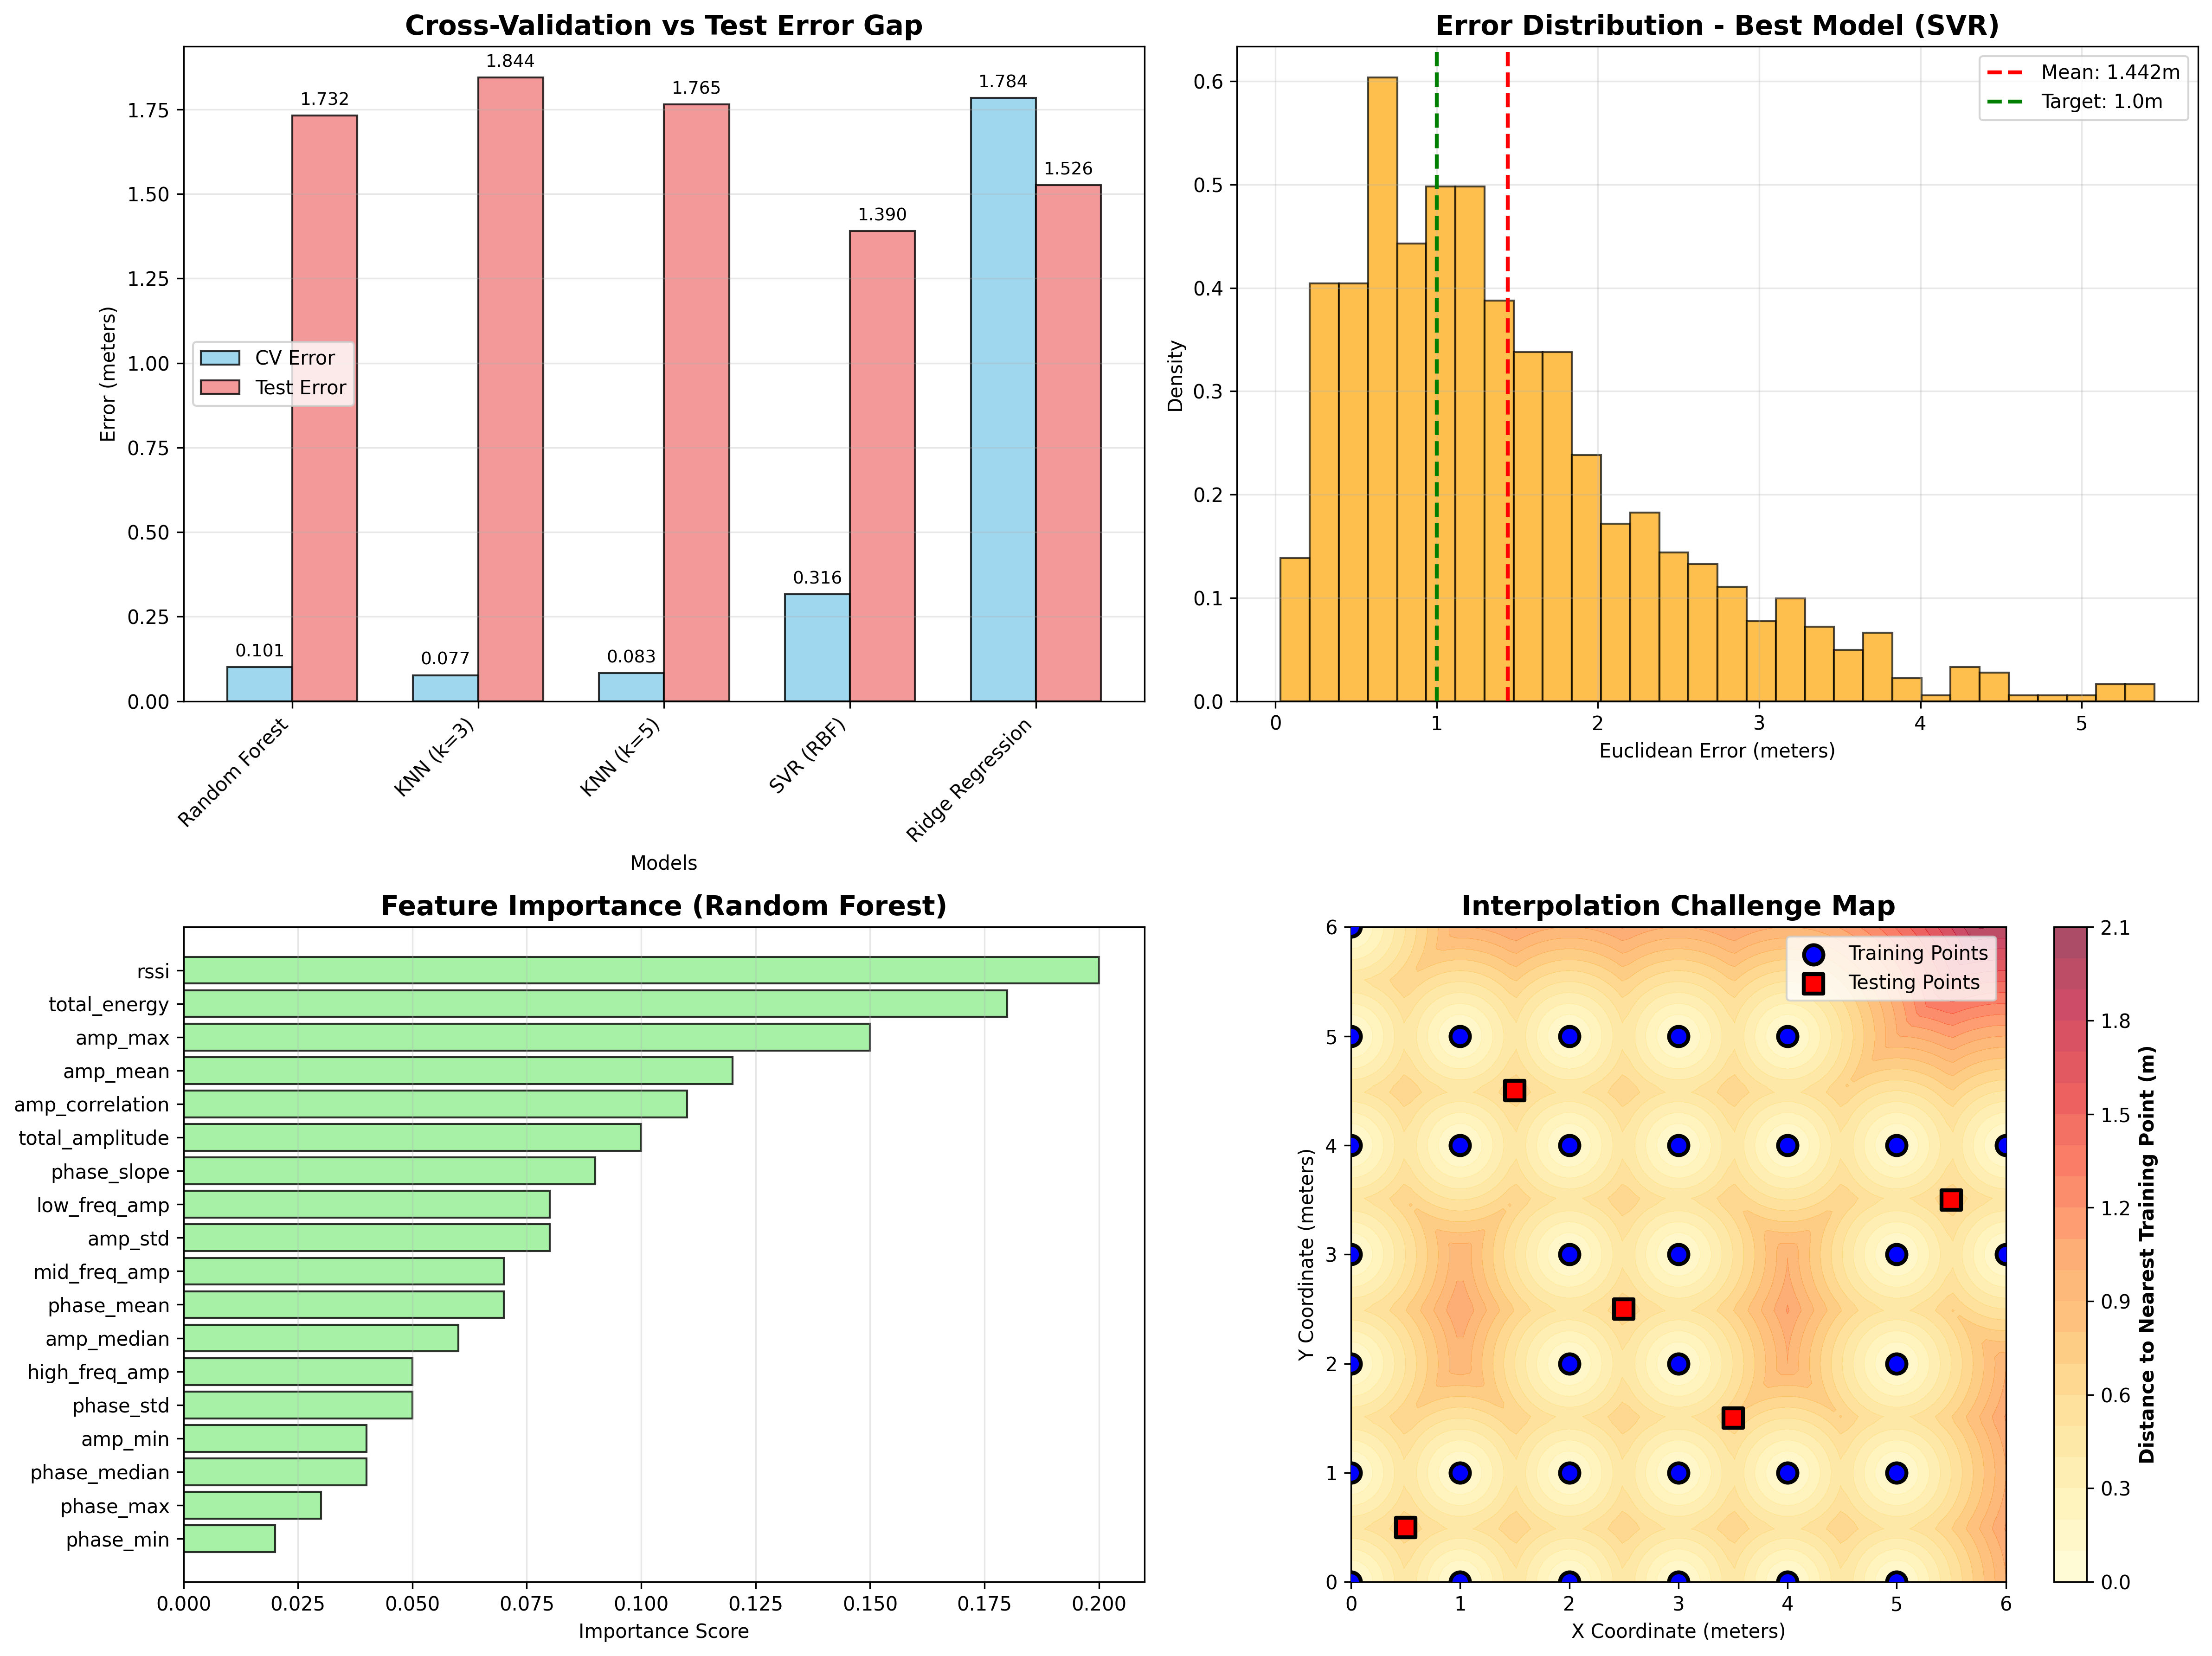 Cross-Validation vs Test Error Gap
Error (meters)
1.75
1.50
1.25
1.00
0.75
0.50
0.25
0.00
CV Error
Test Error
0.101
1.732
0.077
1.844
0.083
1.765
0.316
1.390
1.784
1.526
Random Forest
KNN (k=3)
KNN (k=5)
SVR (RBF)
Ridge Regression
Models
Error Distribution - Best Model (SVR)
Mean: 1.442m
Target: 1.0m
Density
0.6
0.5
0.4
0.3
0.2
0.1
0.0
0 1 2 3 4 5
Euclidean Error (meters)
Feature Importance (Random Forest)
rssi
total_energy
amp_max
amp_mean
amp_correlation
total_amplitude
phase_slope
low_freq_amp
amp_std
mid_freq_amp
phase_mean
amp_median
high_freq_amp
phase_std
amp_min
phase_median
phase_max
phase_min
0.000 0.025 0.050 0.075 0.100 0.125 0.150 0.175 0.200
Importance Score
Interpolation Challenge Map
Training Points
Testing Points
Y Coordinate (meters)
6
5
4
3
2
1
0
0 1 2 3 4 5 6
X Coordinate (meters)
2.1
1.8
1.5
1.2
0.9
0.6
0.3
0.0
Distance to Nearest Training Point (m)